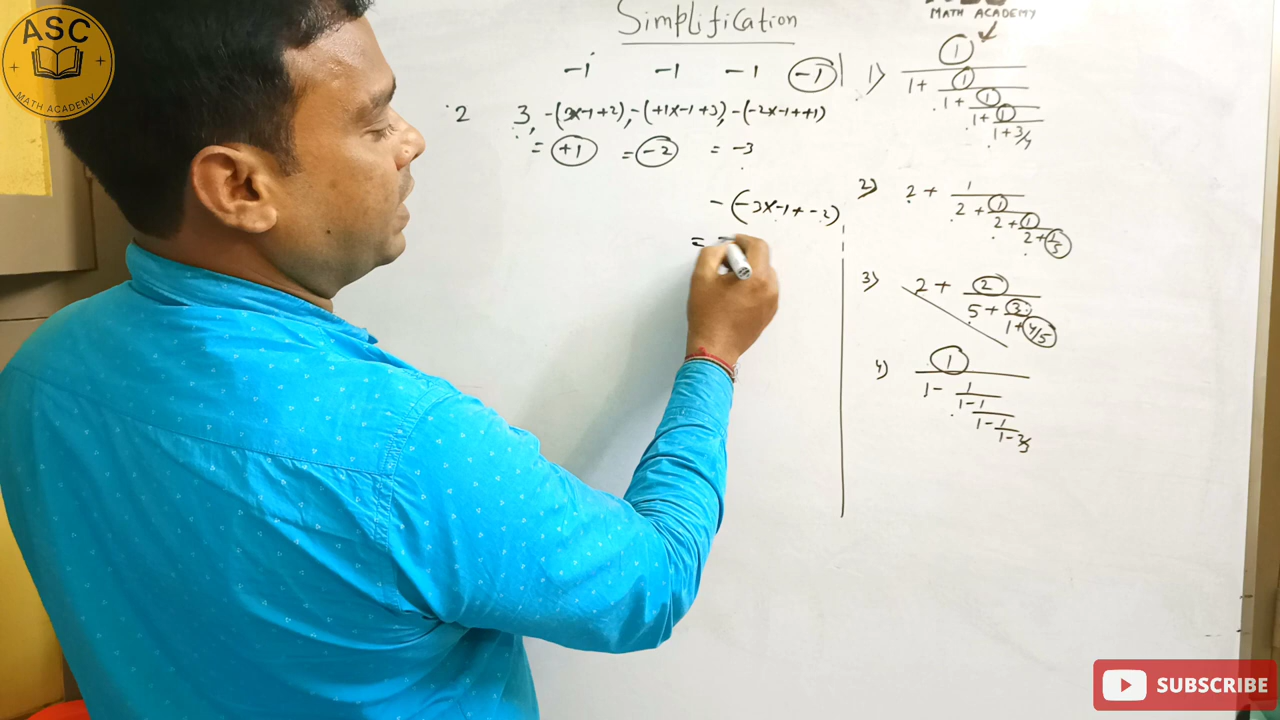 ASC
MATH ACADEMY
Simplification
MATH ACADEMY
-1 -1 -1 -1
2 3, -(3x-1+2), -(+1x-1+3), -(-2x-1++1)
= +1 = -2 = -3
-(-3x-1+-2)
=
1) 1
1+ 1
1+ 1
1+ 1
1+3/4
2) 2 + 1
2 + 1
2 + 1
2 + 1/5
3) 2 + 2
5 + 3
1 + 4/5
4) 1
1- 1
1- 1
1- 1
SUBSCRIBE